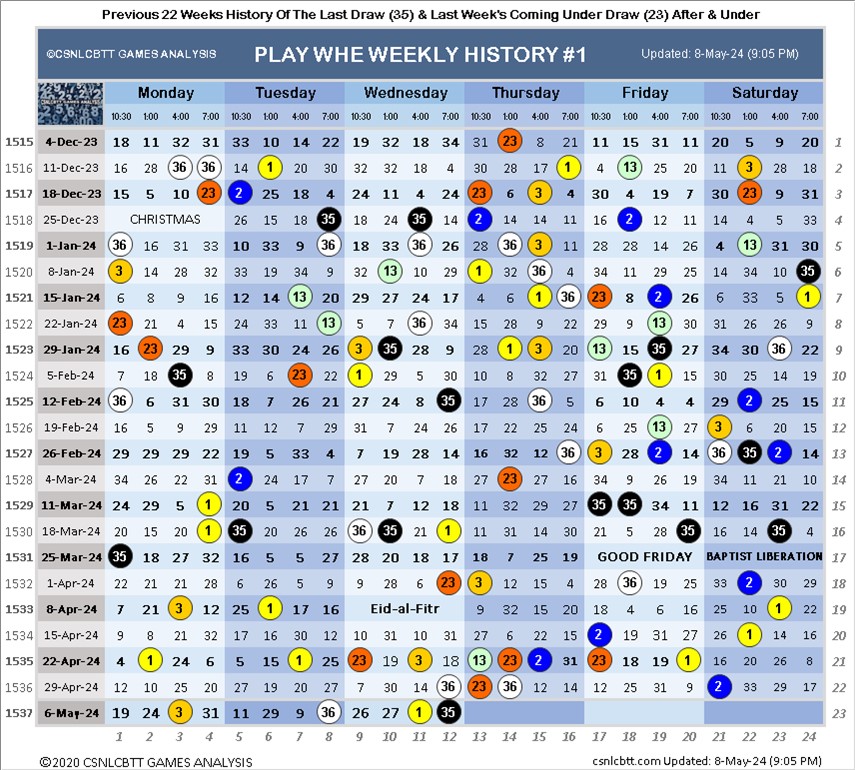 Previous 22 Weeks History Of The Last Draw (35) & Last Week's Coming Under Draw (23) After & Under
©CSNLCBTT GAMES ANALYSIS PLAY WHE WEEKLY HISTORY #1 Updated: 8-May-24 (9:05 PM)
CSNLCBTT GAMES ANALYSIS
Monday Tuesday Wednesday Thursday Friday Saturday
10:30 1:00 4:00 7:00 10:30 1:00 4:00 7:00 10:30 1:00 4:00 7:00 10:30 1:00 4:00 7:00 10:30 1:00 4:00 7:00 10:30 1:00 4:00 7:00
1515 4-Dec-23 18 11 32 31 33 10 14 22 19 32 18 34 31 23 8 21 11 15 31 11 20 5 9 20 1
1516 11-Dec-23 16 28 36 36 14 1 20 30 32 32 18 4 30 28 17 1 4 13 25 20 11 3 28 18 2
1517 18-Dec-23 15 5 10 23 2 25 18 4 24 11 4 24 13 6 3 4 30 4 19 7 30 23 9 31 3
1518 25-Dec-23 CHRISTMAS 26 15 18 35 18 24 11 24 2 14 14 11 16 2 11 18 14 4 5 33 4
1519 1-Jan-24 36 16 31 33 10 33 9 36 18 33 36 26 28 36 3 11 28 28 14 26 4 13 31 30 5
1520 8-Jan-24 3 14 28 32 33 19 34 9 32 13 10 29 1 32 36 4 34 11 29 25 14 34 10 35 6
1521 15-Jan-24 6 8 9 16 12 14 13 20 29 27 24 17 4 6 1 36 23 8 2 26 6 33 5 1 7
1522 22-Jan-24 23 21 4 15 24 33 11 13 5 7 36 34 15 28 9 22 29 9 13 30 31 26 26 9 8
1523 29-Jan-24 16 23 29 9 33 30 24 26 3 35 28 9 28 1 3 20 13 15 35 27 34 30 23 22 9
1524 5-Feb-24 7 18 35 9 19 6 23 22 1 29 5 30 10 8 32 27 31 35 1 15 30 25 14 19 10
1525 12-Feb-24 36 6 31 30 18 7 26 21 27 24 8 35 17 28 36 5 6 10 4 4 29 2 25 15 11
1526 19-Feb-24 16 5 9 29 11 12 7 29 31 7 24 26 17 22 25 24 6 12 13 27 3 6 20 15 12
1527 26-Feb-24 29 29 29 22 19 5 33 4 7 19 28 14 16 32 12 36 3 28 2 14 36 35 2 14 13
1528 4-Mar-24 34 26 22 31 2 14 30 17 14 7 16 14 27 23 16 29 21 9 26 28 34 11 21 10 14
1529 11-Mar-24 24 29 5 1 20 5 21 21 21 7 12 18 11 32 29 27 35 35 34 11 12 16 31 22 15
1530 18-Mar-24 20 15 20 1 35 20 25 16 36 35 21 1 11 31 14 30 21 5 28 35 24 23 35 4 16
1531 25-Mar-24 35 18 27 32 16 5 5 27 28 20 18 17 18 7 25 19 GOOD FRIDAY BAPTIST LIBERATION 17
1532 1-Apr-24 22 21 21 28 6 26 5 9 9 28 6 23 3 12 15 4 28 36 19 25 33 2 30 29 18
1533 8-Apr-24 7 21 3 12 25 1 17 16 Eid-al-Fitr 9 32 15 20 18 4 6 16 25 10 1 22 19
1534 15-Apr-24 9 8 21 32 17 16 30 12 10 31 10 31 27 6 22 15 2 19 31 27 26 1 14 16 20
1535 22-Apr-24 4 1 24 6 5 15 1 25 23 19 3 18 13 23 2 31 23 18 19 1 16 20 26 8 21
1536 29-Apr-24 12 10 25 20 27 19 20 27 7 30 14 36 23 36 12 14 12 25 31 9 2 33 29 17 22
1537 6-May-24 19 24 3 31 11 29 9 36 26 27 1 35 23
1 2 3 4 5 6 7 8 9 10 11 12 13 14 15 16 17 18 19 20 21 22 23 24
©2020 CSNLCBTT GAMES ANALYSIS csnlcbtt.com Updated: 8-May-24 (9:05 PM)